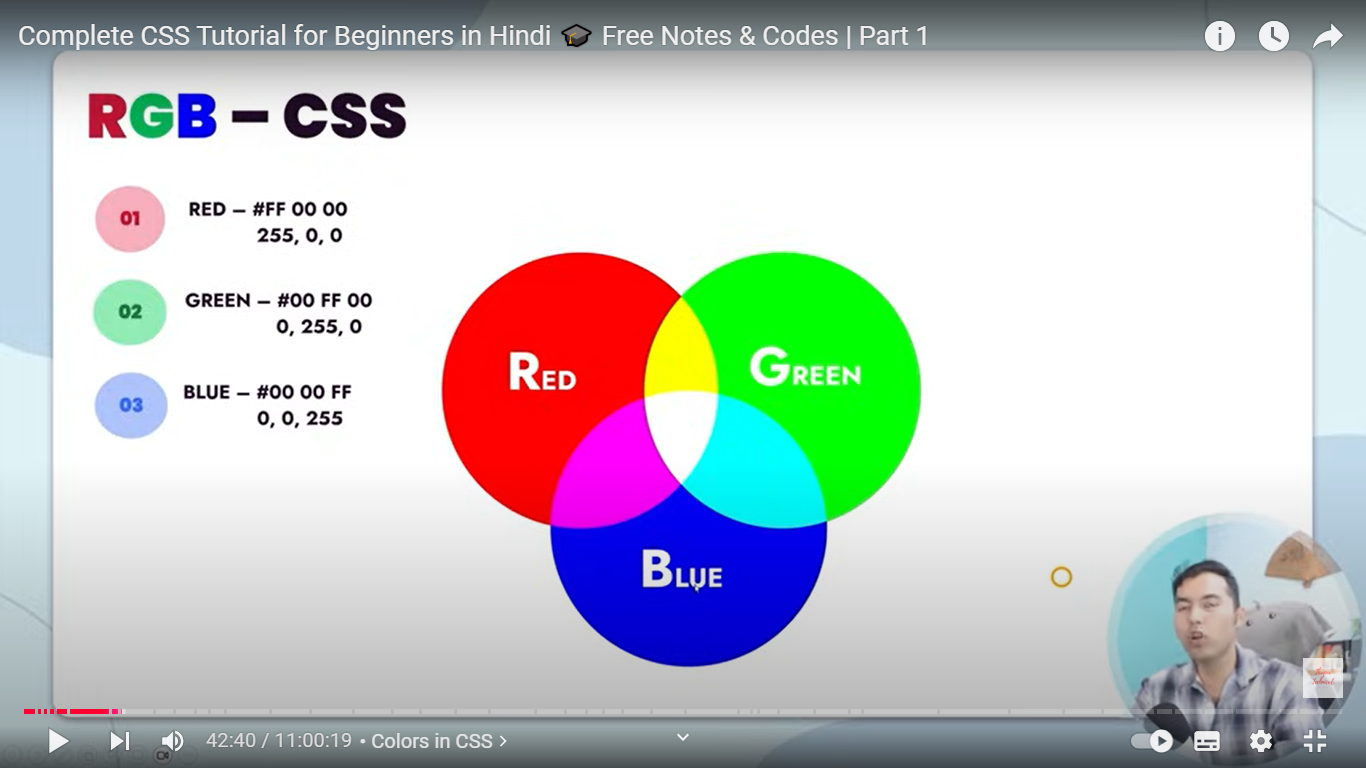 Complete CSS Tutorial for Beginners in Hindi 🎓 Free Notes & Codes | Part 1
RGB – CSS
01
RED – #FF 00 00
255, 0, 0
02
GREEN – #00 FF 00
0, 255, 0
03
BLUE – #00 00 FF
0, 0, 255
RED
GREEN
BLUE
42:40 / 11:00:19 • Colors in CSS